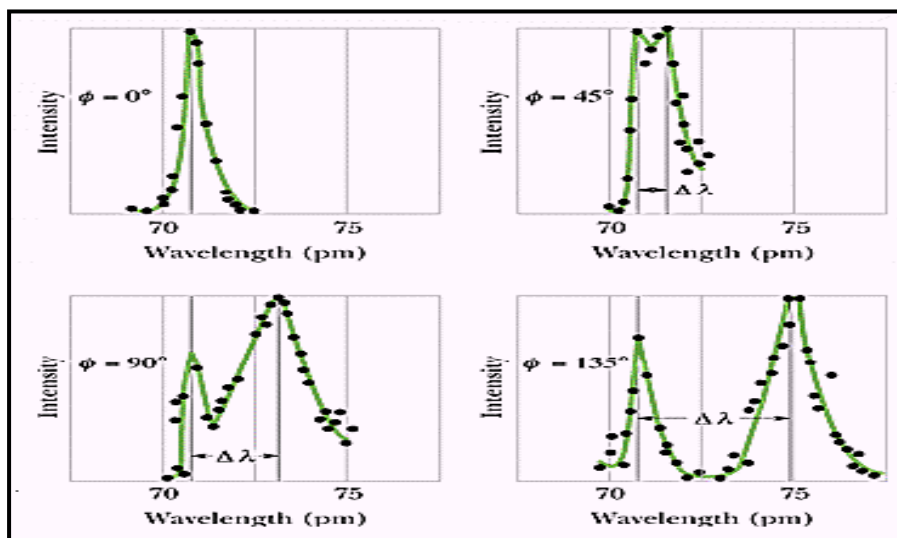 Intensity
ϕ = 0°
70 75
Wavelength (pm)
Intensity
ϕ = 45°
Δλ
70 75
Wavelength (pm)
Intensity
ϕ = 90°
Δλ
70 75
Wavelength (pm)
Intensity
ϕ = 135°
Δλ
70 75
Wavelength (pm)